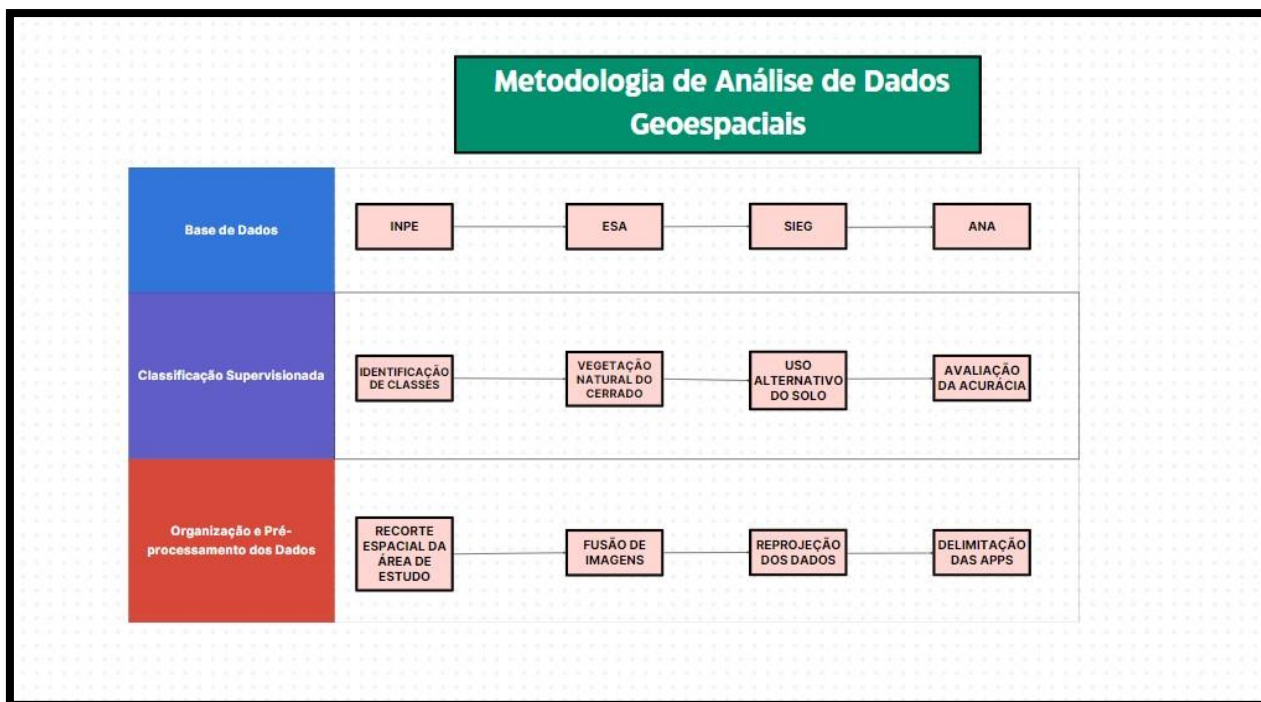 Metodologia de Análise de Dados
Geoespaciais
Base de Dados
INPE
ESA
SIEG
ANA
Classificação Supervisionada
IDENTIFICAÇÃO
DE CLASSES
VEGETAÇÃO
NATURAL DO
CERRADO
USO
ALTERNATIVO
DO SOLO
AVALIAÇÃO
DA ACURÁCIA
Organização e Pré-
processamento dos Dados
RECORTE
ESPACIAL DA
ÁREA DE
ESTUDO
FUSÃO DE
IMAGENS
REPROJEÇÃO
DOS DADOS
DELIMITAÇÃO
DAS APPS